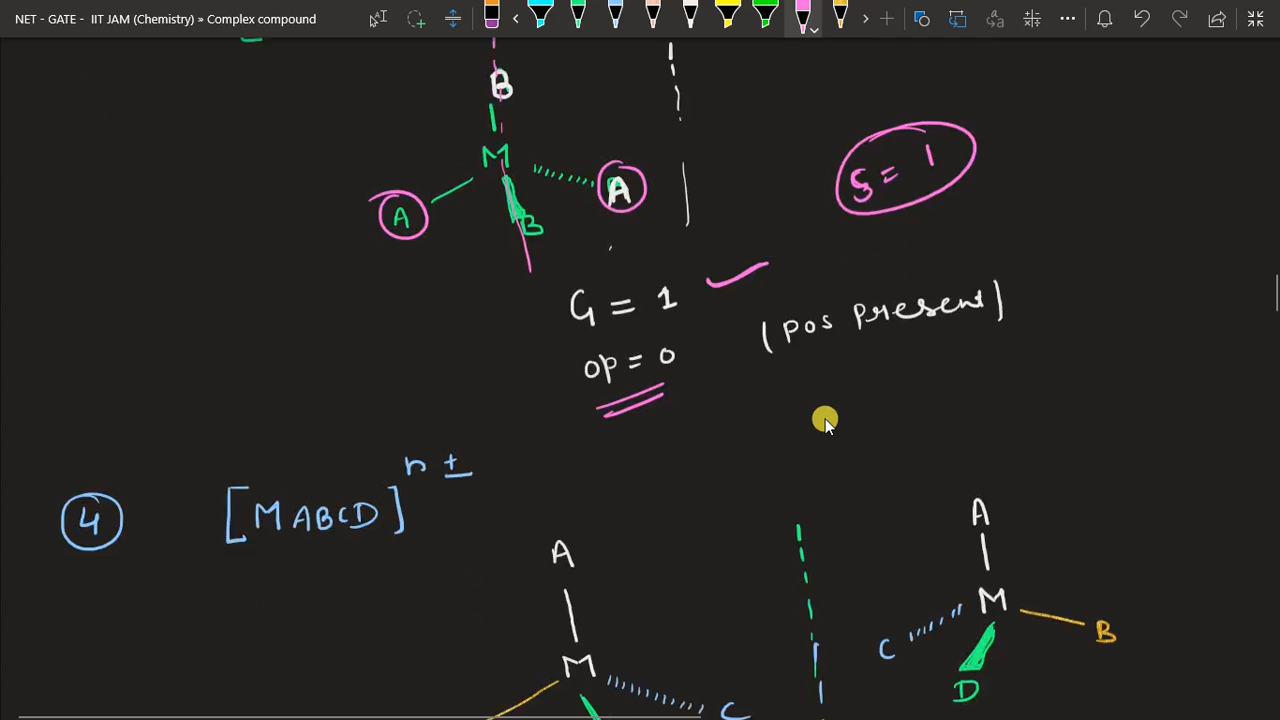 NET - GATE - IIT JAM (Chemistry) » Complex compound
B
M
A
A
B
S = 1
G = 1
(pos present)
op = 0
4
[MABCD]n ±
A
M
C
A
M
C
B
D